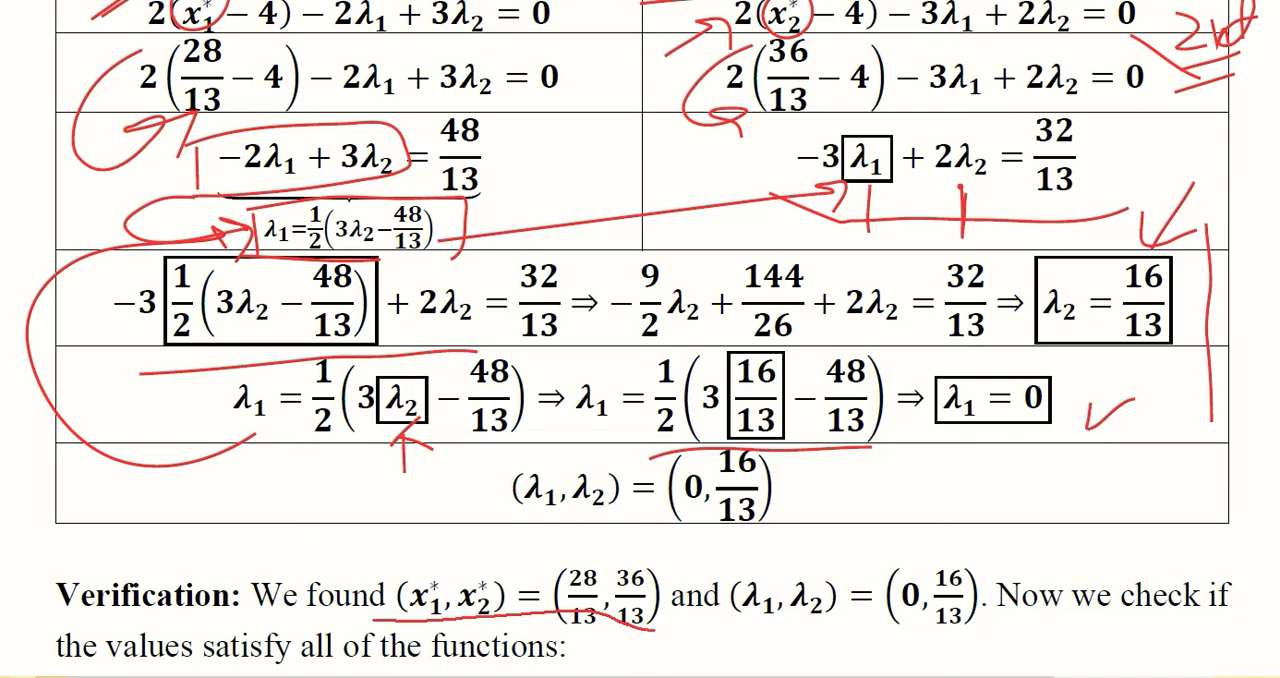 2(x₁* − 4) − 2λ₁ + 3λ₂ = 0
2(x₂* − 4) − 3λ₁ + 2λ₂ = 0
2(28/13 − 4) − 2λ₁ + 3λ₂ = 0
2(36/13 − 4) − 3λ₁ + 2λ₂ = 0
−2λ₁ + 3λ₂ = 48/13
λ₁=1/2(3λ₂−48/13)
−3 λ₁ + 2λ₂ = 32/13
−3 1/2(3λ₂ − 48/13) + 2λ₂ = 32/13 ⇒ −9/2 λ₂ + 144/26 + 2λ₂ = 32/13 ⇒ λ₂ = 16/13
λ₁ = 1/2(3 λ₂ − 48/13) ⇒ λ₁ = 1/2(3 16/13 − 48/13) ⇒ λ₁ = 0
(λ₁, λ₂) = (0, 16/13)
Verification: We found (x₁*, x₂*) = (28/13, 36/13) and (λ₁, λ₂) = (0, 16/13). Now we check if
the values satisfy all of the functions: